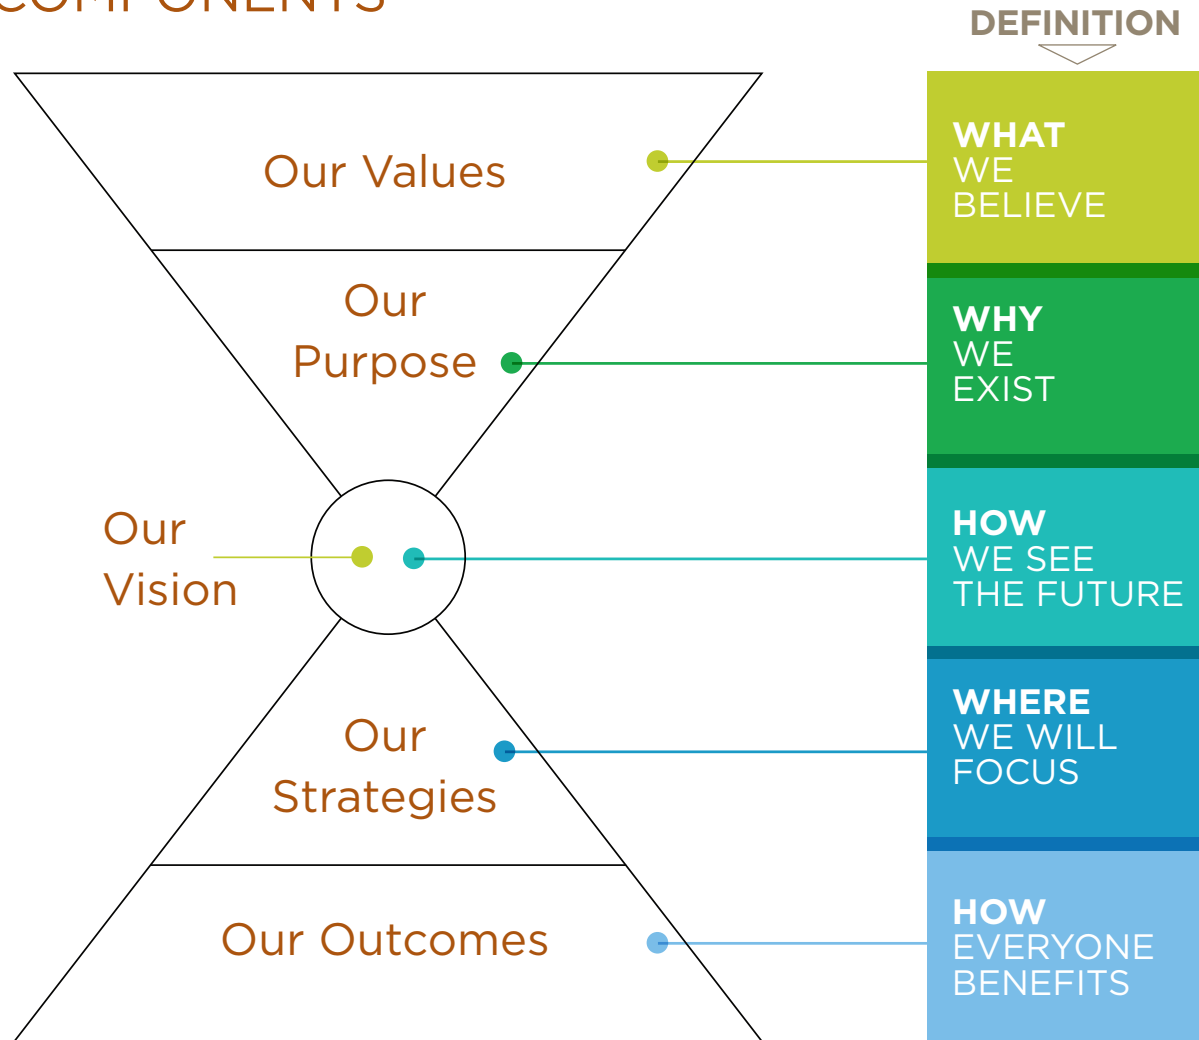 COMPONENTS
DEFINITION
Our Values
WHAT
WE
BELIEVE
Our
Purpose
WHY
WE
EXIST
Our
Vision
HOW
WE SEE
THE FUTURE
Our
Strategies
WHERE
WE WILL
FOCUS
Our Outcomes
HOW
EVERYONE
BENEFITS